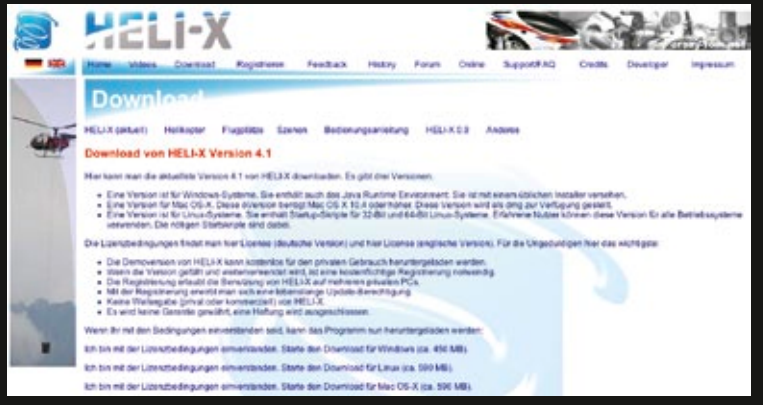 HELI-X
Home Videos Download Registrieren Feedback History Forum Online Support/FAQ Credits Developer Impressum
Download
HELI-X (aktuell) Helikopter Flugplätze Szenen Bedienungsanleitung HELI-X 0.9 Anderes
Download von HELI-X Version 4.1
Hier kann man die aktuellste Version 4.1 von HELI-X downloaden. Es gibt drei Versionen:
Eine Version ist für Windows-Systeme. Sie enthält auch das Java Runtime Environment. Sie ist mit einem üblichen Installer versehen.
Eine Version für Mac OS-X. Diese Version benötigt Mac OS X 10.4 oder höher. Diese Version wird als dmg zur Verfügung gestellt.
Eine Version ist für Linux-Systeme. Sie enthält Startup-Skripte für 32-Bit und 64-Bit Linux-Systeme. Erfahrene Nutzer können diese Version für alle Betriebssysteme
verwenden. Die nötigen Startskripte sind dabei.
Die Lizenzbedingungen findet man hier License (deutsche Version) und hier License (englische Version). Für die Ungeduldigen hier das wichtigste:
Die Demoversion von HELI-X kann kostenlos für den privaten Gebrauch heruntergeladen werden.
Wenn die Version gefällt und weiterverwendet wird, ist eine kostenpflichtige Registrierung notwendig.
Die Registrierung erlaubt die Benutzung von HELI-X auf mehreren privaten PCs.
Mit der Registrierung erwirbt man sich eine lebenslange Update-Berechtigung.
Keine Weitergabe (privat oder kommerziell) von HELI-X.
Es wird keine Garantie gewährt, eine Haftung wird ausgeschlossen.
Wenn Ihr mit den Bedingungen einverstanden seid, kann das Programm nun heruntergeladen werden:
Ich bin mit der Lizenzbedingungen einverstanden. Starte den Download für Windows (ca. 450 MB).
Ich bin mit der Lizenzbedingungen einverstanden. Starte den Download für Linux (ca. 590 MB).
Ich bin mit der Lizenzbedingungen einverstanden. Starte den Download für Mac OS-X (ca. 590 MB).